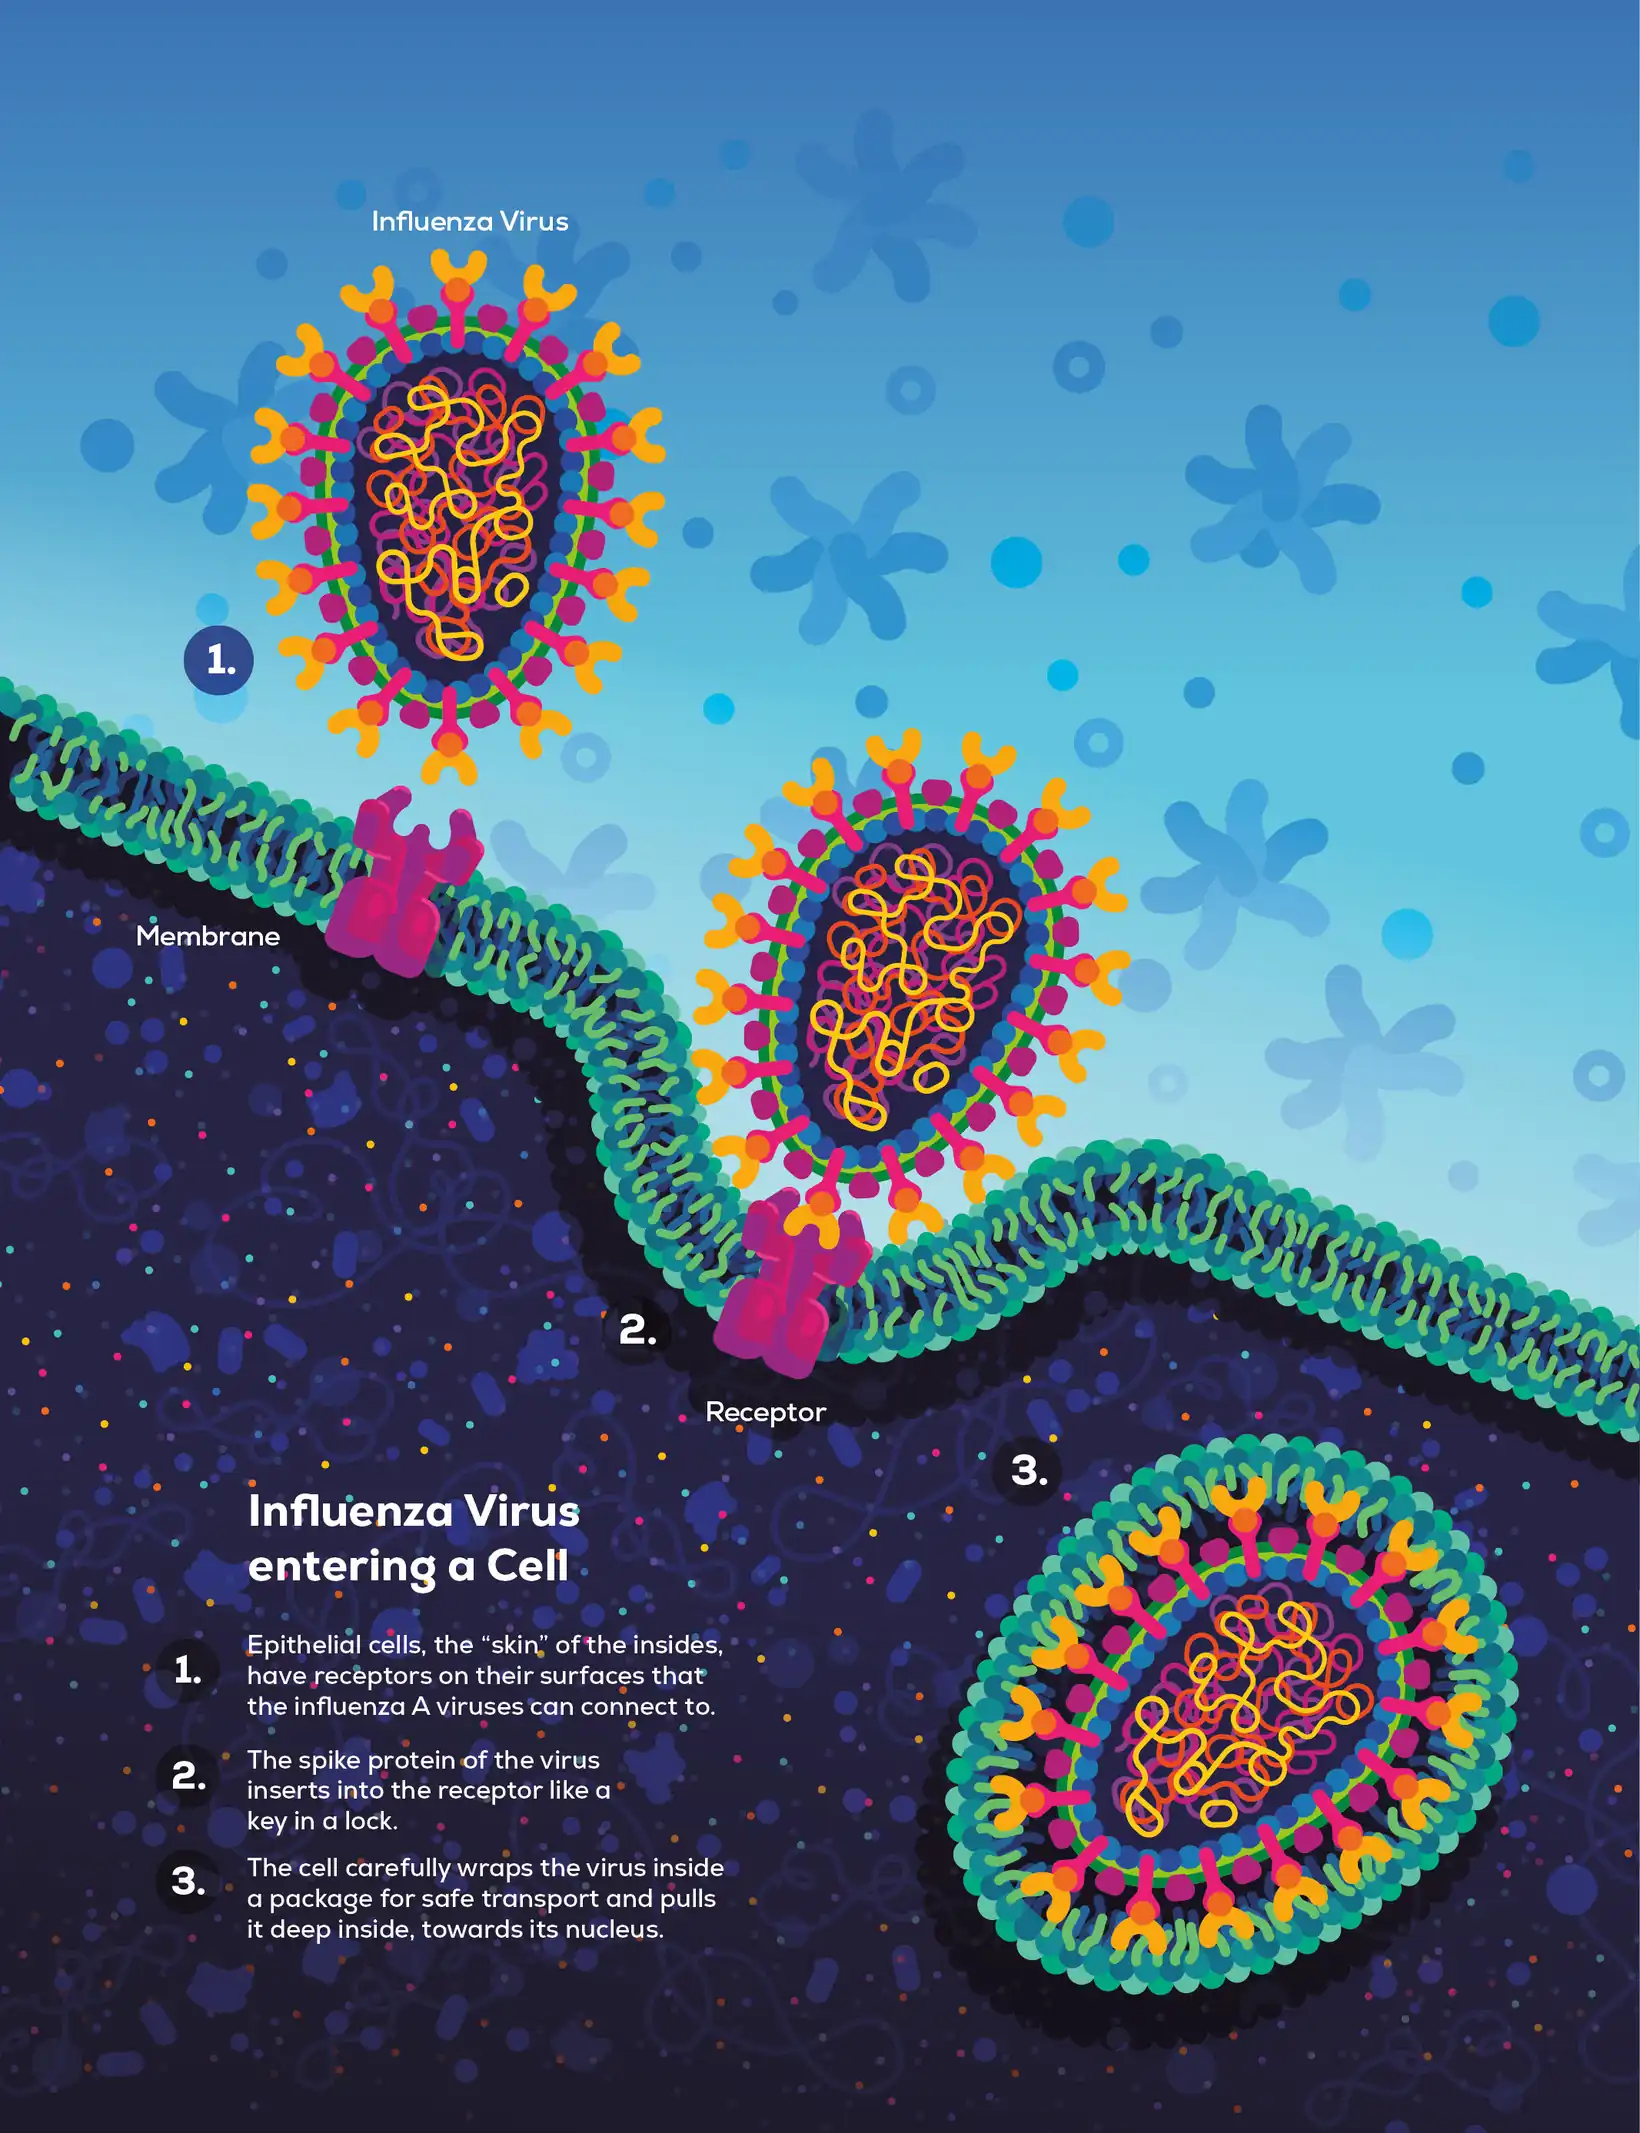 Influenza Virus
1.
Membrane
2.
Receptor
3.
Influenza Virus
entering a Cell
1.
Epithelial cells, the “skin” of the insides,
have receptors on their surfaces that
the influenza A viruses can connect to.
2.
The spike protein of the virus
inserts into the receptor like a
key in a lock.
3.
The cell carefully wraps the virus inside
a package for safe transport and pulls
it deep inside, towards its nucleus.